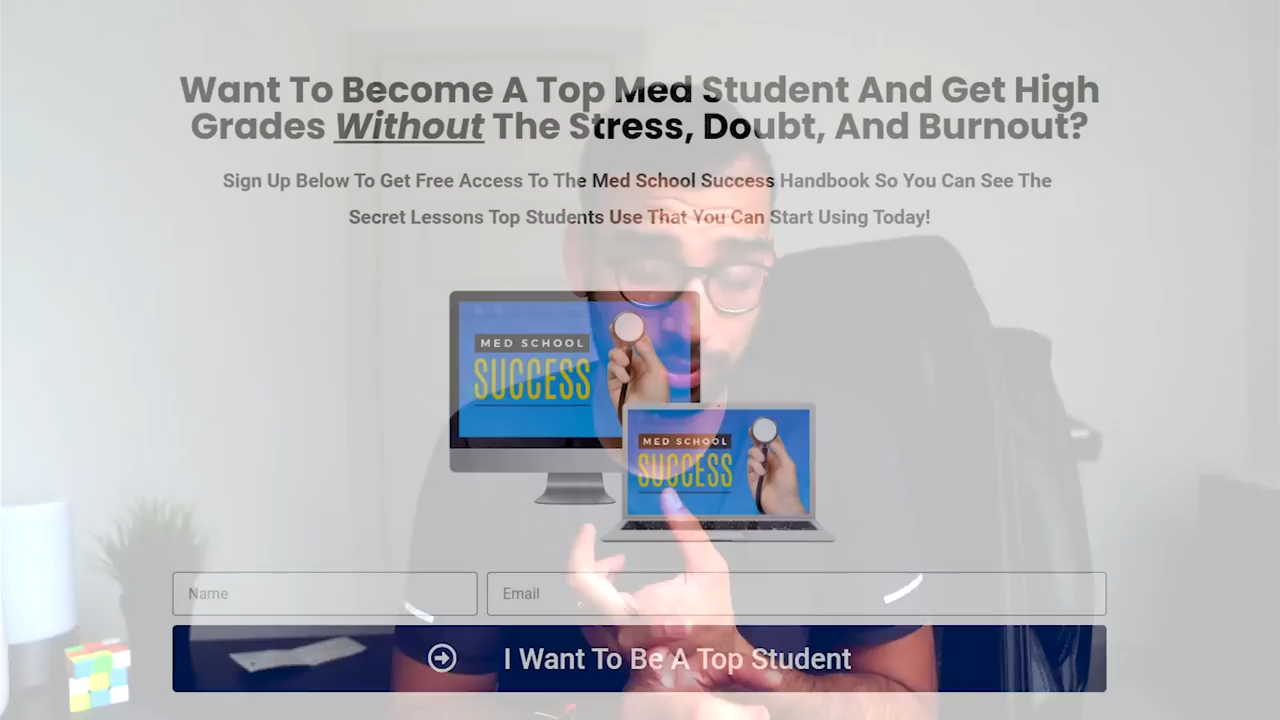 Want To Become A Top Med Student And Get High
Grades Without The Stress, Doubt, And Burnout?
Sign Up Below To Get Free Access To The Med School Success Handbook So You Can See The
Secret Lessons Top Students Use That You Can Start Using Today!
MED SCHOOL
SUCCESS
MED SCHOOL
SUCCESS
Name
Email
I Want To Be A Top Student